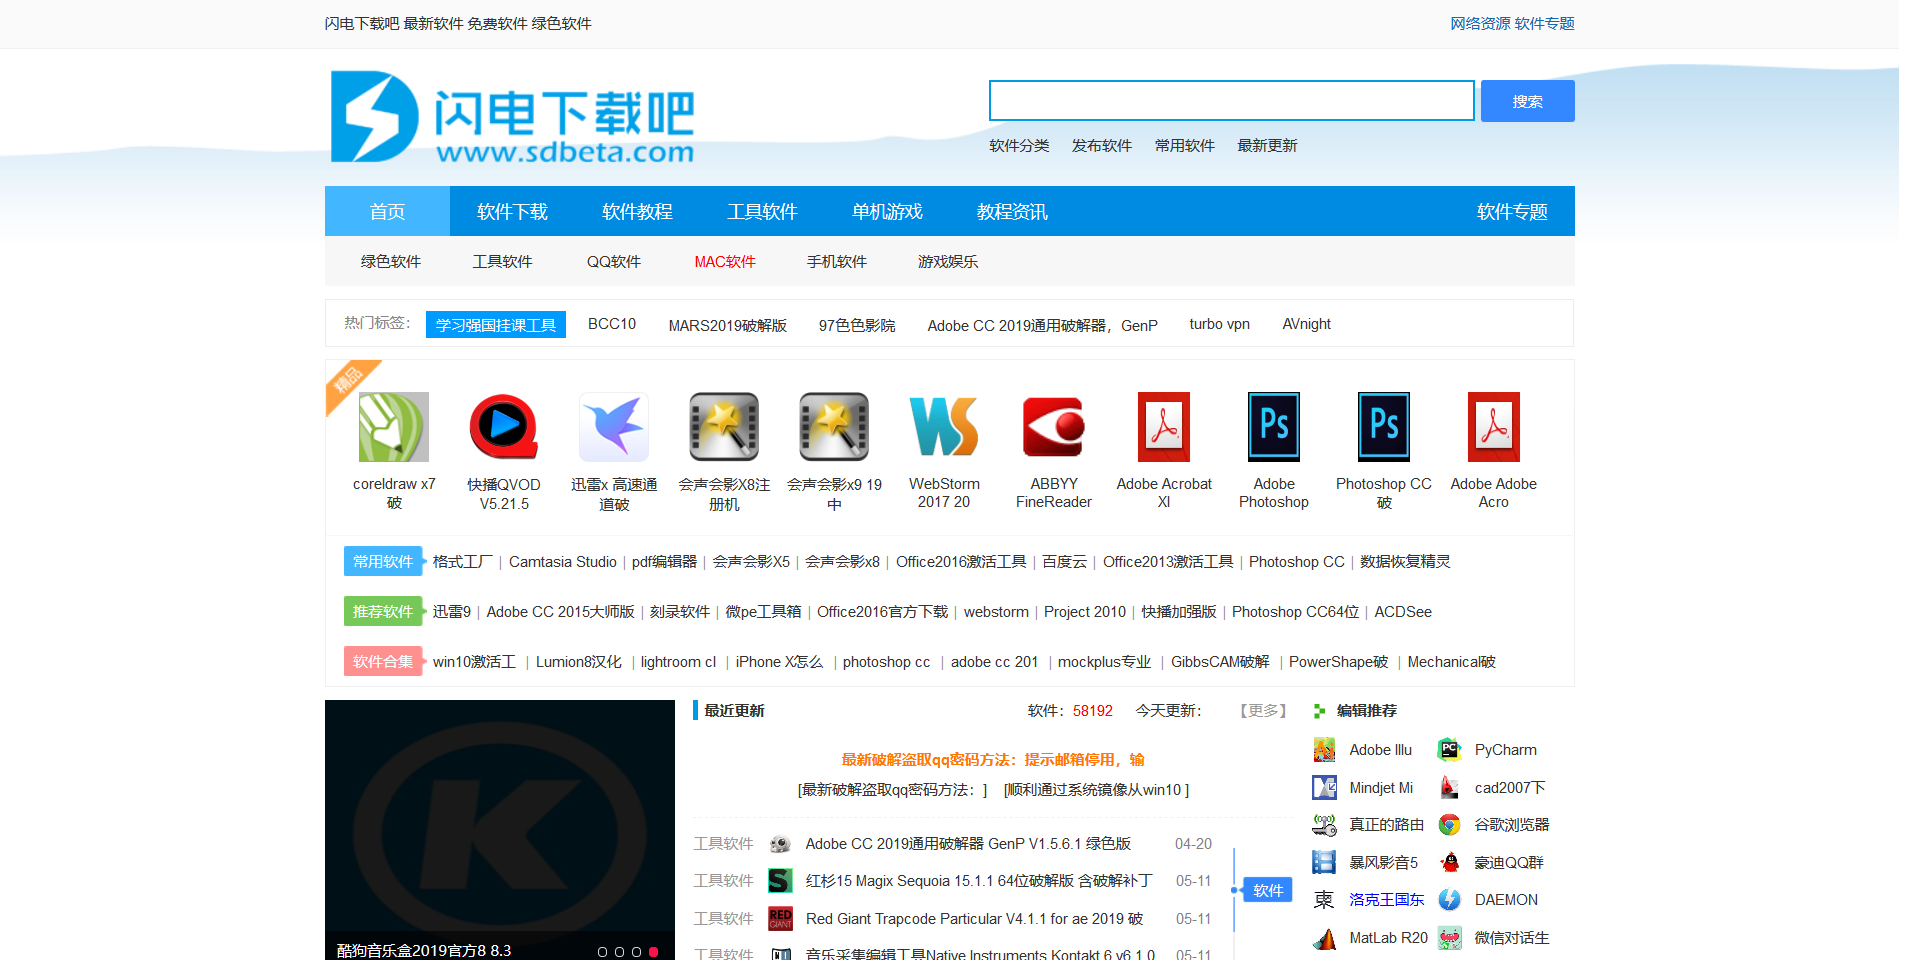 闪电下载吧 最新软件 免费软件 绿色软件
网络资源 软件专题
闪电下载吧
www.sdbeta.com
搜索
软件分类 发布软件 常用软件 最新更新
首页 软件下载 软件教程 工具软件 单机游戏 教程资讯 软件专题
绿色软件 工具软件 QQ软件 MAC软件 手机软件 游戏娱乐
热门标签： 学习强国挂课工具 BCC10 MARS2019破解版 97色色影院 Adobe CC 2019通用破解器，GenP turbo vpn AVnight
精品
coreldraw x7破
快播QVOD V5.21.5
迅雷x 高速通道破
会声会影X8注册机
会声会影x9 19中
WebStorm 2017 20
ABBYY FineReader
Adobe Acrobat XI
Adobe Photoshop
Photoshop CC破
Adobe Adobe Acro
常用软件 格式工厂 | Camtasia Studio | pdf编辑器 | 会声会影X5 | 会声会影x8 | Office2016激活工具 | 百度云 | Office2013激活工具 | Photoshop CC | 数据恢复精灵
推荐软件 迅雷9 | Adobe CC 2015大师版 | 刻录软件 | 微pe工具箱 | Office2016官方下载 | webstorm | Project 2010 | 快播加强版 | Photoshop CC64位 | ACDSee
软件合集 win10激活工 | Lumion8汉化 | lightroom cl | iPhone X怎么 | photoshop cc | adobe cc 201 | mockplus专业 | GibbsCAM破解 | PowerShape破 | Mechanical破
酷狗音乐盒2019官方8 8.3
最近更新 软件：58192 今天更新： 【更多】
最新破解盗取qq密码方法：提示邮箱停用，输
[最新破解盗取qq密码方法：] [顺利通过系统镜像从win10 ]
工具软件 Adobe CC 2019通用破解器 GenP V1.5.6.1 绿色版 04-20
工具软件 红杉15 Magix Sequoia 15.1.1 64位破解版 含破解补丁 05-11
工具软件 Red Giant Trapcode Particular V4.1.1 for ae 2019 破 05-11
工具软件 音乐采集编辑工具Native Instruments Kontakt 6 v6.1.0 05-11
软件
编辑推荐
Adobe Illu PyCharm
Mindjet Mi cad2007下
真正的路由 谷歌浏览器
暴风影音5 豪迪QQ群
洛克王国东 DAEMON
MatLab R20 微信对话生